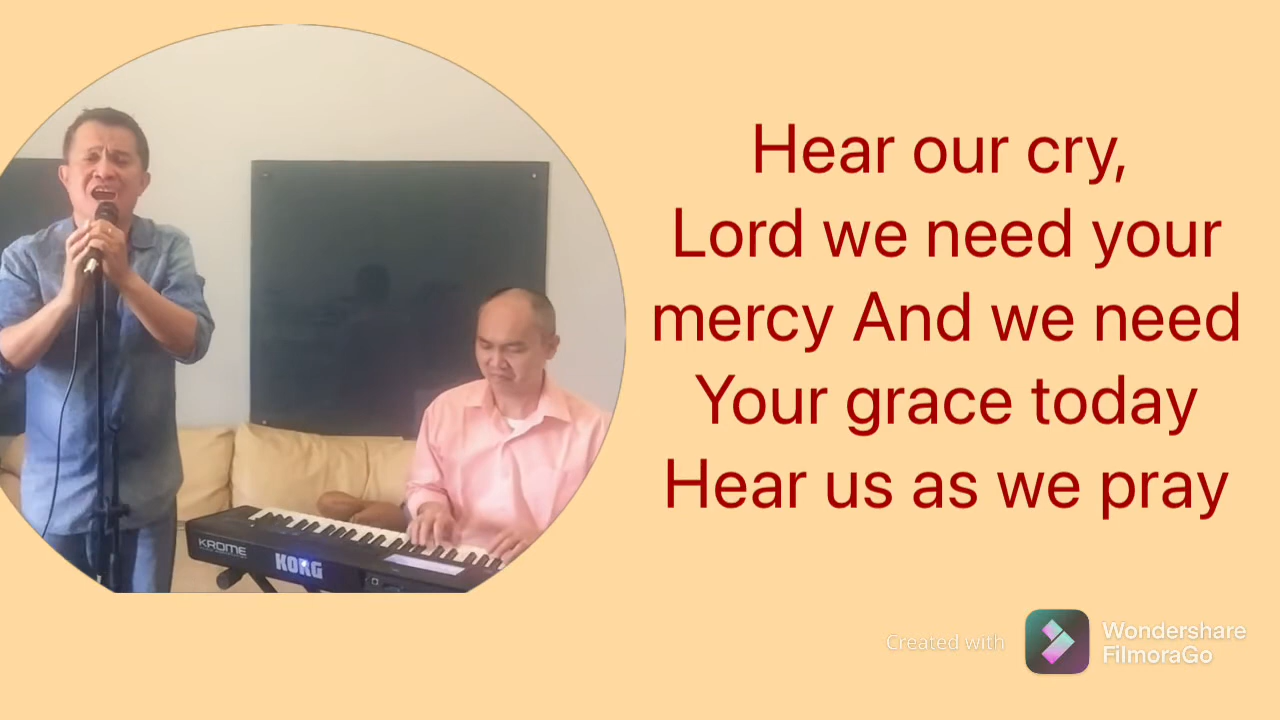 Hear our cry,
Lord we need your
mercy And we need
Your grace today
Hear us as we pray
KROME
KORG
Created with
Wondershare
FilmoraGo